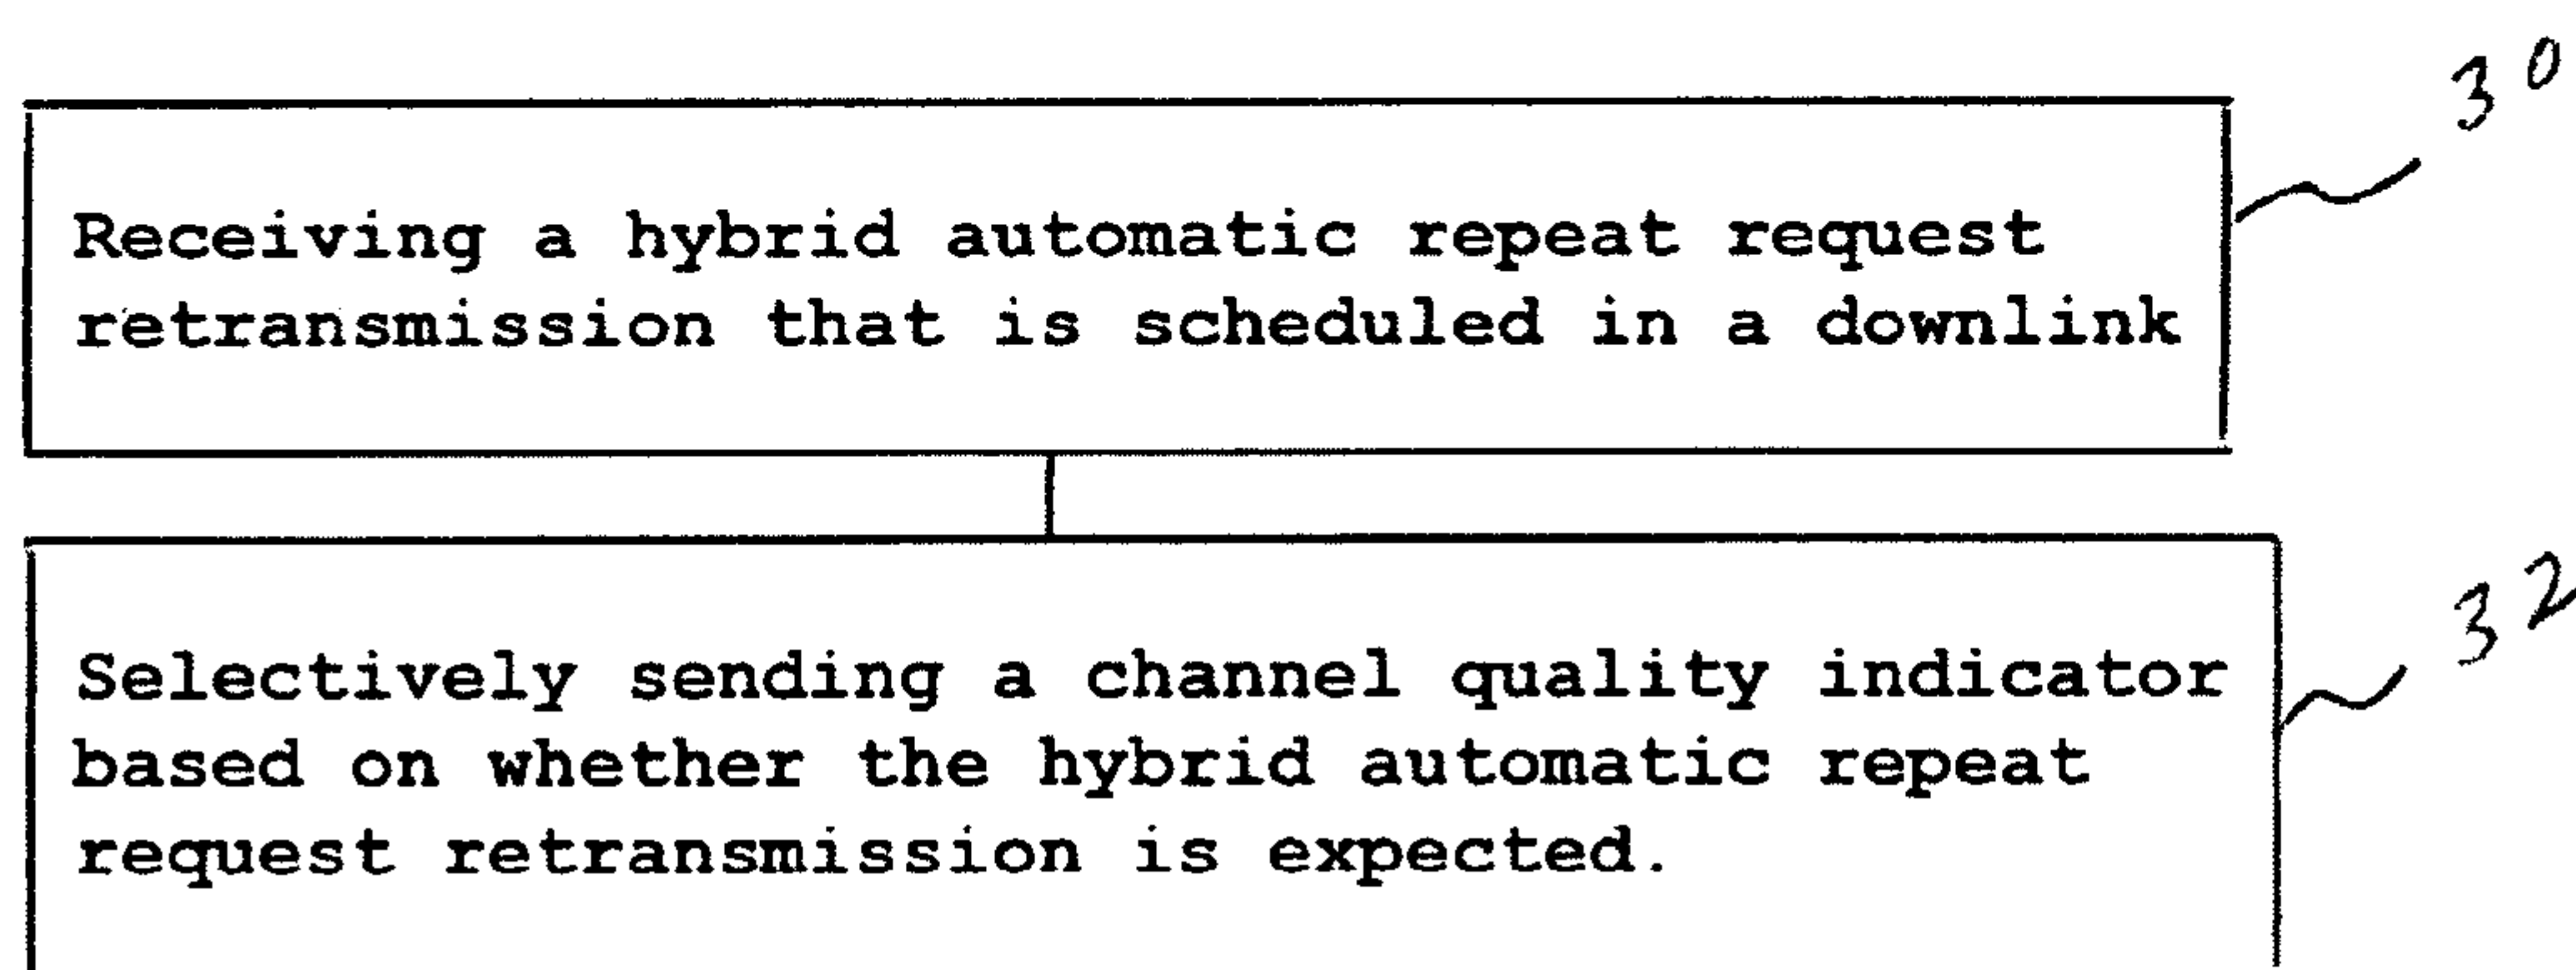 30
Receiving a hybrid automatic repeat request
retransmission that is scheduled in a downlink
32
Selectively sending a channel quality indicator
based on whether the hybrid automatic repeat
request retransmission is expected.